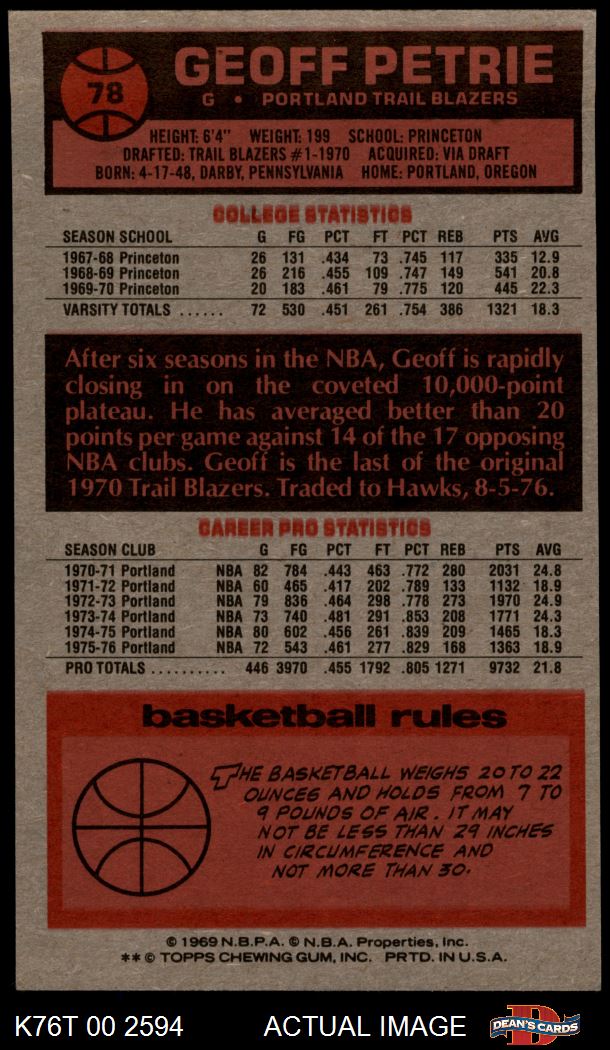 78
GEOFF PETRIE
G • PORTLAND TRAIL BLAZERS
HEIGHT: 6'4" WEIGHT: 199 SCHOOL: PRINCETON
DRAFTED: TRAIL BLAZERS #1-1970 ACQUIRED: VIA DRAFT
BORN: 4-17-48, DARBY, PENNSYLVANIA HOME: PORTLAND, OREGON
COLLEGE STATISTICS
SEASON SCHOOL G FG PCT FT PCT REB PTS AVG
1967-68 Princeton 26 131 .434 73 .745 117 335 12.9
1968-69 Princeton 26 216 .455 109 .747 149 541 20.8
1969-70 Princeton 20 183 .461 79 .775 120 445 22.3
VARSITY TOTALS ...... 72 530 .451 261 .754 386 1321 18.3
After six seasons in the NBA, Geoff is rapidly
closing in on the coveted 10,000-point
plateau. He has averaged better than 20
points per game against 14 of the 17 opposing
NBA clubs. Geoff is the last of the original
1970 Trail Blazers. Traded to Hawks, 8-5-76.
CAREER PRO STATISTICS
SEASON CLUB G FG PCT FT PCT REB PTS AVG
1970-71 Portland NBA 82 784 .443 463 .772 280 2031 24.8
1971-72 Portland NBA 60 465 .417 202 .789 133 1132 18.9
1972-73 Portland NBA 79 836 .464 298 .778 273 1970 24.9
1973-74 Portland NBA 73 740 .481 291 .853 208 1771 24.3
1974-75 Portland NBA 80 602 .456 261 .839 209 1465 18.3
1975-76 Portland NBA 72 543 .461 277 .829 168 1363 18.9
PRO TOTALS .......... 446 3970 .455 1792 .805 1271 9732 21.8
basketball rules
THE BASKETBALL WEIGHS 20 TO 22
OUNCES AND HOLDS FROM 7 TO
9 POUNDS OF AIR. IT MAY
NOT BE LESS THAN 29 INCHES
IN CIRCUMFERENCE AND
NOT MORE THAN 30.
© 1969 N.B.P.A. © N.B.A. Properties, Inc.
** © TOPPS CHEWING GUM, INC. PRTD. IN U.S.A.
K76T 00 2594 ACTUAL IMAGE D DEAN'S CARDS